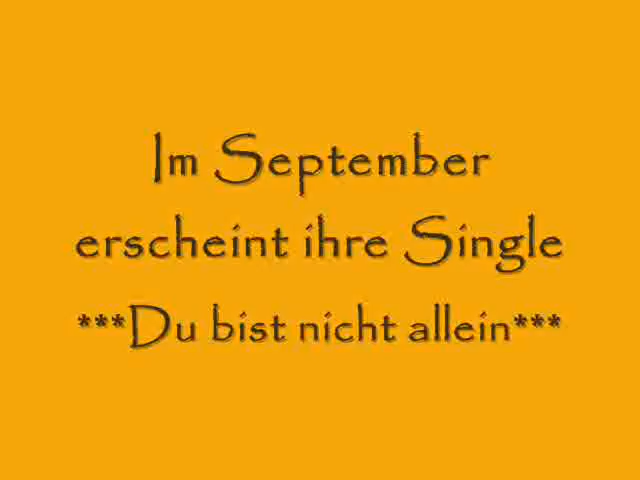 Im September
erscheint ihre Single
***Du bist nicht allein***